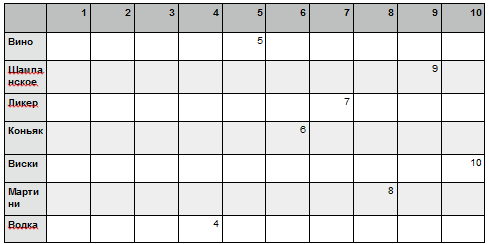 1 2 3 4 5 6 7 8 9 10
Вино 5
Шампа
нское 9
Ликер 7
Коньяк 6
Виски 10
Марти
ни 8
Водка 4